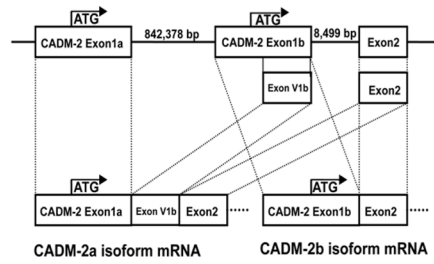 ATG ATG
CADM-2 Exon1a 842,378 bp CADM-2 Exon1b 8,499 bp Exon2
Exon V1b Exon2
ATG ATG
CADM-2 Exon1a Exon V1b Exon2 ····· CADM-2 Exon1b Exon2 ·····
CADM-2a isoform mRNA CADM-2b isoform mRNA